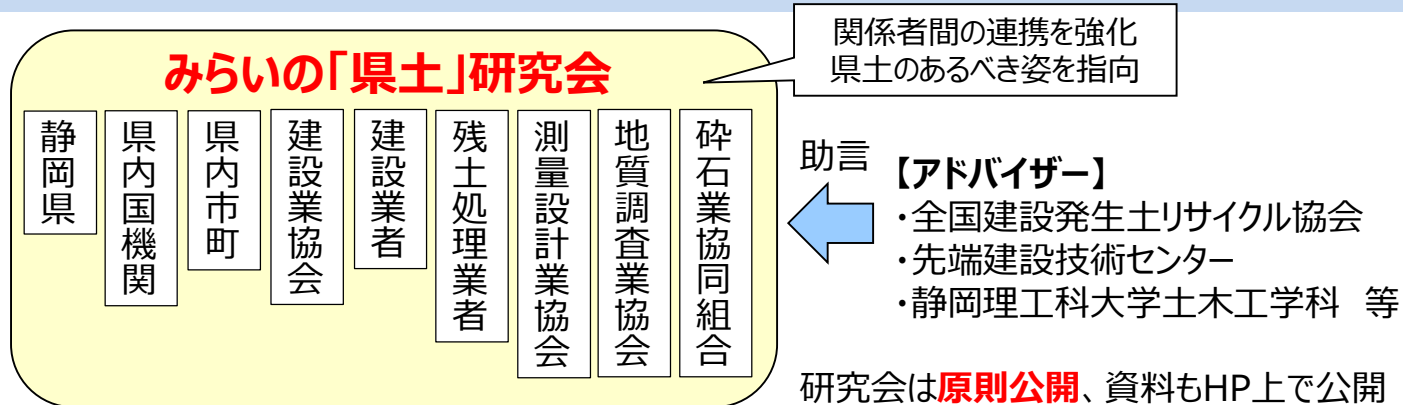 関係者間の連携を強化
県土のあるべき姿を指向
みらいの「県土」研究会
静岡県
県内国機関
県内市町
建設業協会
建設業者
残土処理業者
測量設計業協会
地質調査業協会
砕石業協同組合
助言
【アドバイザー】
・全国建設発生土リサイクル協会
・先端建設技術センター
・静岡理工科大学土木工学科　等
研究会は原則公開、資料もHP上で公開